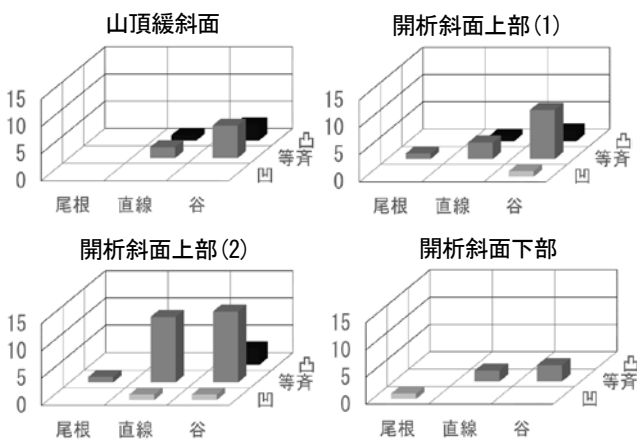 山頂緩斜面
15
10
5
0
尾根 直線 谷
凸
等斉
凹
開析斜面上部(1)
15
10
5
0
尾根 直線 谷
凸
等斉
凹
開析斜面上部(2)
15
10
5
0
尾根 直線 谷
凸
等斉
凹
開析斜面下部
15
10
5
0
尾根 直線 谷
凸
等斉
凹